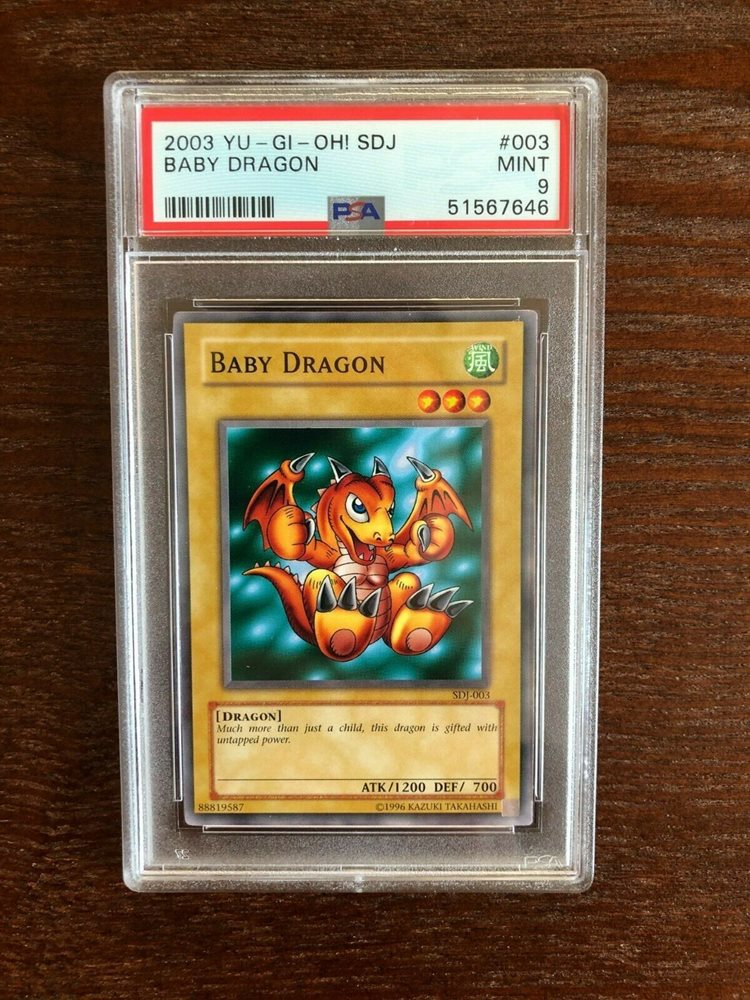 2003 YU-GI-OH! SDJ #003
BABY DRAGON MINT
9
PSA 51567646
BABY DRAGON
WIND
風
SDJ-003
[DRAGON]
Much more than just a child, this dragon is gifted with
untapped power.
ATK/1200 DEF/ 700
88819587 ©1996 KAZUKI TAKAHASHI
PSA